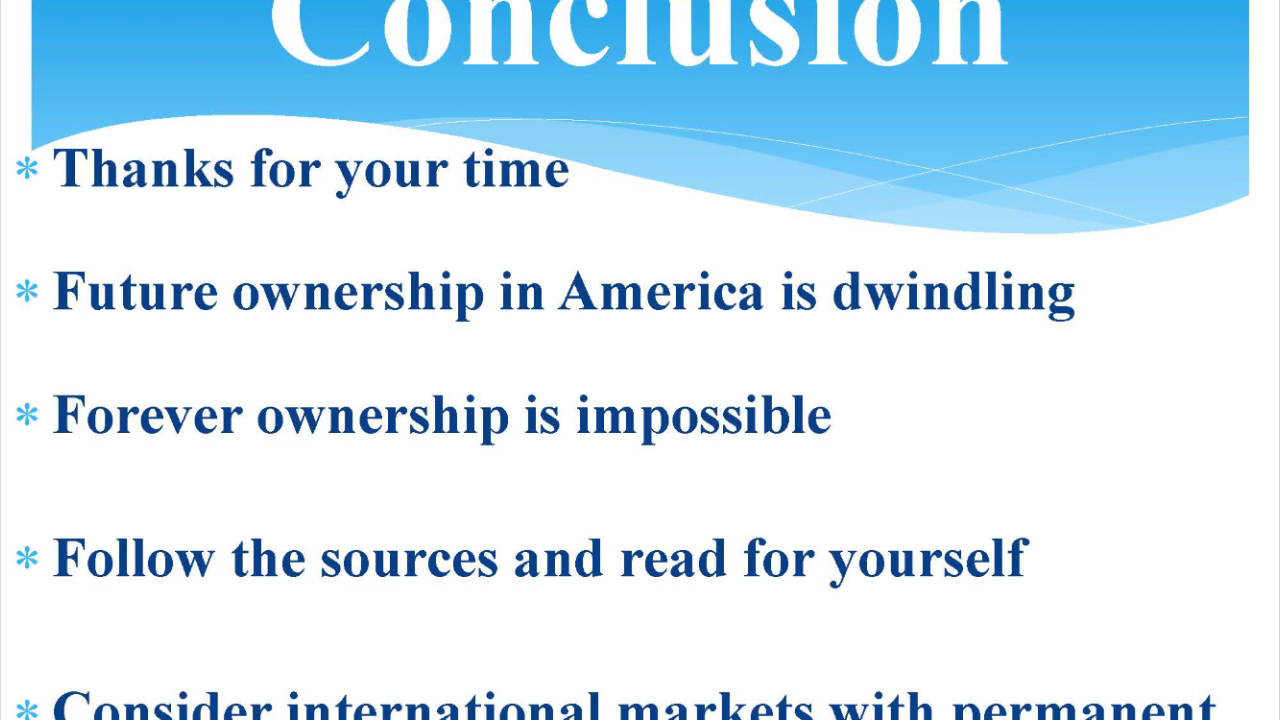 Conclusion
* Thanks for your time
* Future ownership in America is dwindling
* Forever ownership is impossible
* Follow the sources and read for yourself
* Consider international markets with permanent